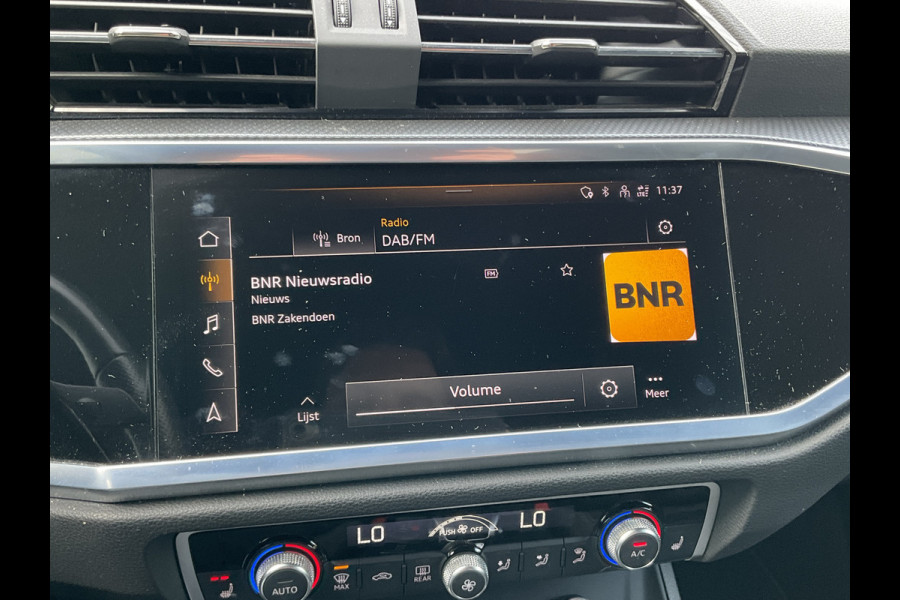 LTE 11:37
Radio
Bron DAB/FM
BNR Nieuwsradio FM
Nieuws
BNR Zakendoen
BNR
Volume
Lijst
Meer
LO PUSH OFF LO
AUTO MAX REAR A/C